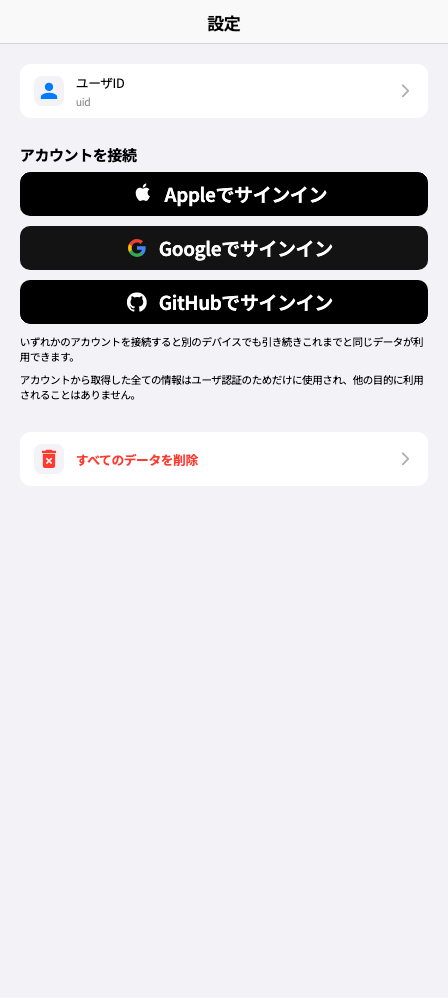 設定
ユーザID
uid
アカウントを接続
Appleでサインイン
Googleでサインイン
GitHubでサインイン
いずれかのアカウントを接続すると別のデバイスでも引き続きこれまでと同じデータが利
用できます。
アカウントから取得した全ての情報はユーザ認証のためだけに使用され、他の目的に利用
されることはありません。
すべてのデータを削除